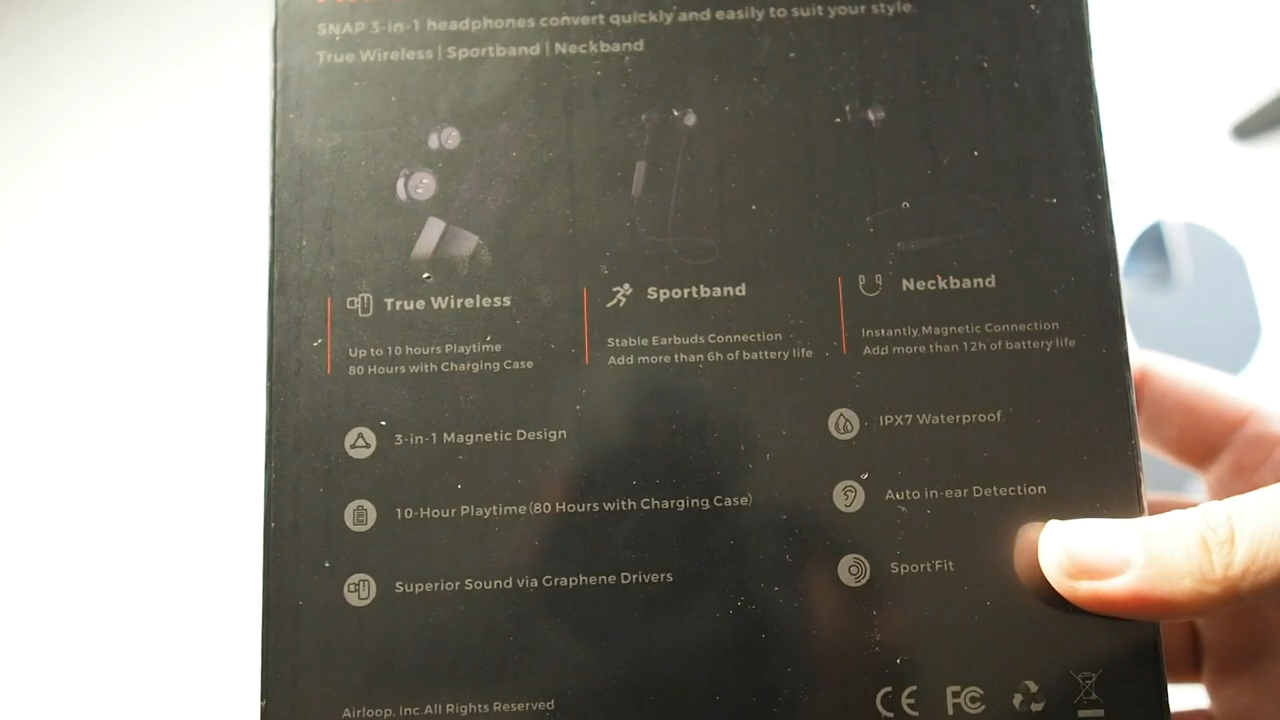 SNAP 3-in-1 headphones convert quickly and easily to suit your style.
True Wireless | Sportband | Neckband
True Wireless
Up to 10 hours Playtime
80 Hours with Charging Case
Sportband
Stable Earbuds Connection
Add more than 6h of battery life
Neckband
Instantly Magnetic Connection
Add more than 12h of battery life
3-in-1 Magnetic Design
10-Hour Playtime (80 Hours with Charging Case)
Superior Sound via Graphene Drivers
IPX7 Waterproof
Auto in-ear Detection
Sport Fit
Airloop, Inc.All Rights Reserved
CE FC